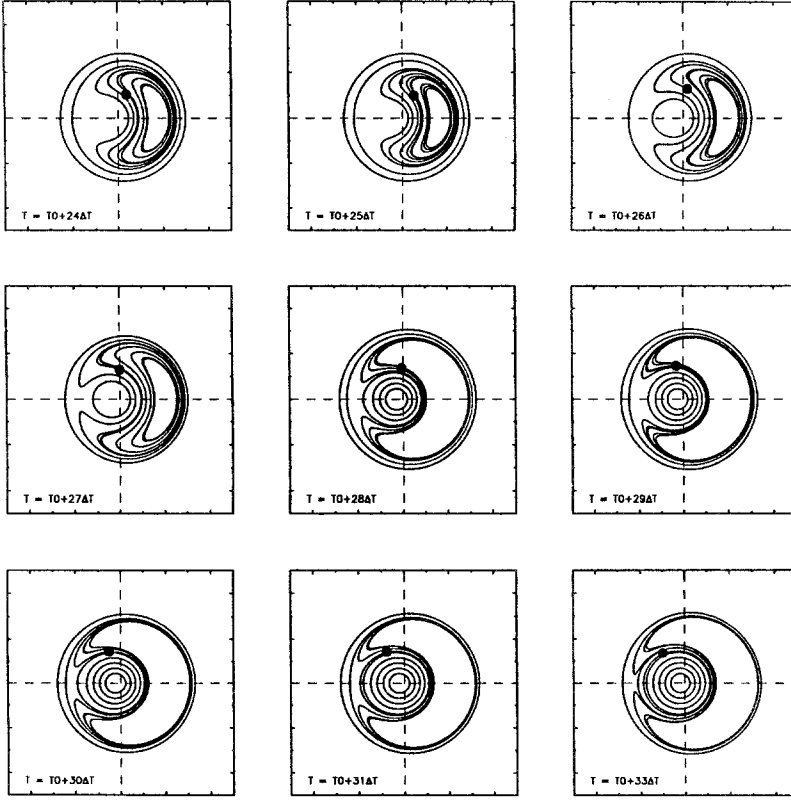 T = T0+24ΔT
T = T0+25ΔT
T = T0+26ΔT
T = T0+27ΔT
T = T0+28ΔT
T = T0+29ΔT
T = T0+30ΔT
T = T0+31ΔT
T = T0+33ΔT